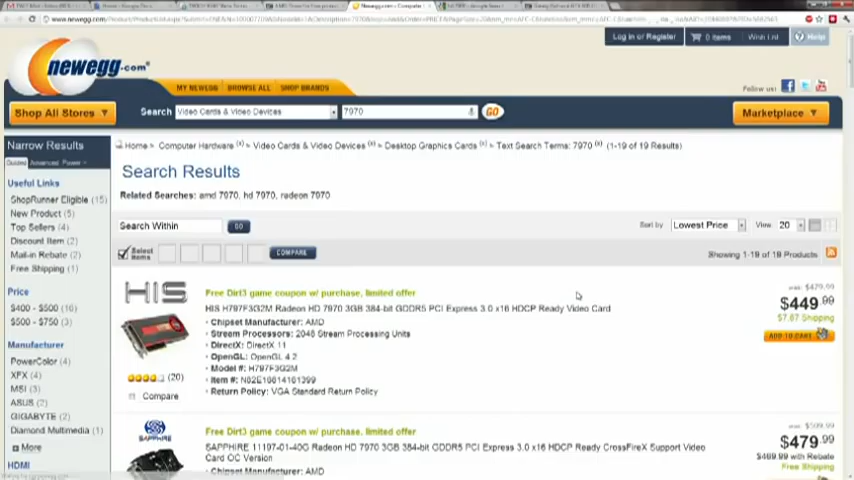 Log in or Register
0 Items
Wish List
Help
newegg.com
MY NEWEGG
BROWSE ALL
SHOP BRANDS
Follow us:
Shop All Stores
Search
Video Cards & Video Devices
7970
GO
Marketplace
Narrow Results
Guided
Advanced
Power
Home > Computer Hardware > Video Cards & Video Devices > Desktop Graphics Cards > Text Search Terms: 7970 (1-19 of 19 Results)
Search Results
Useful Links
Related Searches: amd 7970, hd 7970, radeon 7970
ShopRunner Eligible (15)
New Product (5)
Top Sellers (4)
Discount Item (2)
Mail-in Rebate (2)
Free Shipping (1)
Search Within
GO
Sort by
Lowest Price
View
20
Select Items
COMPARE
Showing 1-19 of 19 Products
Price
$400 - $500 (16)
$500 - $750 (3)
Manufacturer
PowerColor (4)
XFX (4)
MSI (3)
ASUS (2)
GIGABYTE (2)
Diamond Multimedia (1)
More
HDMI
HIS
Free Dirt3 game coupon w/ purchase, limited offer
HIS H797F3G2M Radeon HD 7970 3GB 384-bit GDDR5 PCI Express 3.0 x16 HDCP Ready Video Card
Chipset Manufacturer: AMD
Stream Processors: 2048 Stream Processing Units
DirectX: DirectX 11
OpenGL: OpenGL 4.2
Model #: H797F3G2M
Item #: N82E16814161399
Return Policy: VGA Standard Return Policy
(20)
Compare
was: $479.99
$449.99
$7.87 Shipping
ADD TO CART
SAPPHIRE
Free Dirt3 game coupon w/ purchase, limited offer
SAPPHIRE 11197-01-40G Radeon HD 7970 3GB 384-bit GDDR5 PCI Express 3.0 x16 HDCP Ready CrossFireX Support Video
Card OC Version
Chipset Manufacturer: AMD
$479.99
$469.99 with Rebate
Free Shipping